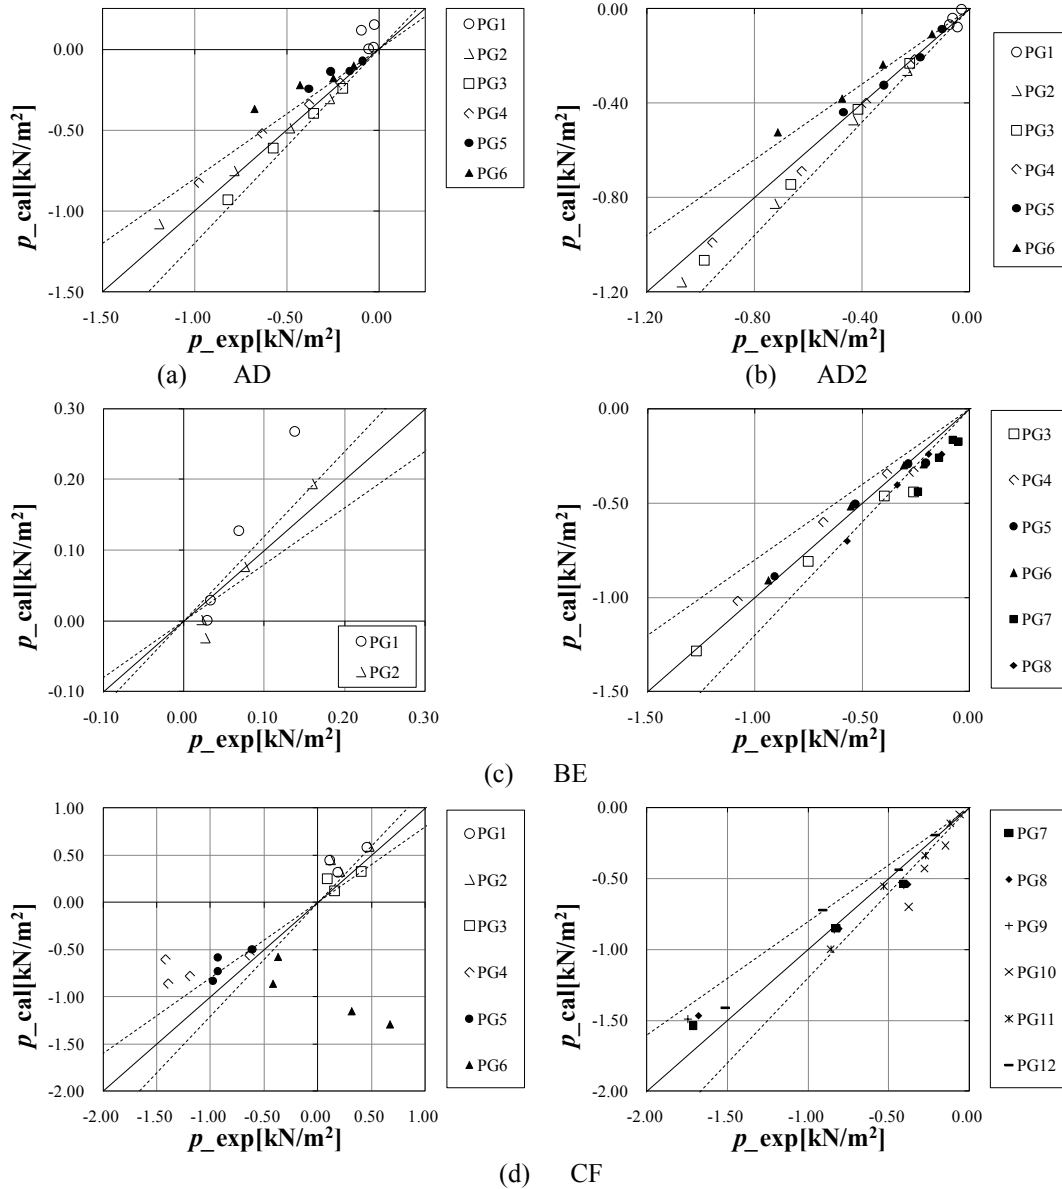 0.00
-0.50
-1.00
-1.50
p_cal[kN/m²]
-1.50 -1.00 -0.50 0.00
p_exp[kN/m²]
PG1
PG2
PG3
PG4
PG5
PG6
(a) AD
0.00
-0.40
-0.80
-1.20
p_cal[kN/m²]
-1.20 -0.80 -0.40 0.00
p_exp[kN/m²]
PG1
PG2
PG3
PG4
PG5
PG6
(b) AD2
0.30
0.20
0.10
0.00
-0.10
p_cal[kN/m²]
-0.10 0.00 0.10 0.20 0.30
p_exp[kN/m²]
PG1
PG2
0.00
-0.50
-1.00
-1.50
p_cal[kN/m²]
-1.50 -1.00 -0.50 0.00
p_exp[kN/m²]
PG3
PG4
PG5
PG6
PG7
PG8
(c) BE
1.00
0.50
0.00
-0.50
-1.00
-1.50
-2.00
p_cal[kN/m²]
-2.00 -1.50 -1.00 -0.50 0.00 0.50 1.00
p_exp[kN/m²]
PG1
PG2
PG3
PG4
PG5
PG6
0.00
-0.50
-1.00
-1.50
-2.00
p_cal[kN/m²]
-2.00 -1.50 -1.00 -0.50 0.00
p_exp[kN/m²]
PG7
PG8
PG9
PG10
PG11
PG12
(d) CF